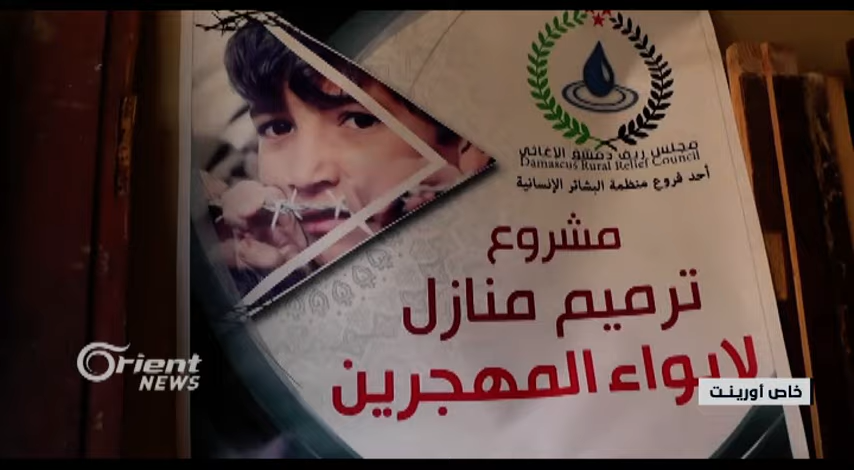 مجلس ريف دمشق الإغاثي
Damascus Rural Relief Council
أحد فروع منظمة البشائر الإنسانية
مشروع
ترميم منازل
لايواء المهجرين
Orient
NEWS
خاص أورينت